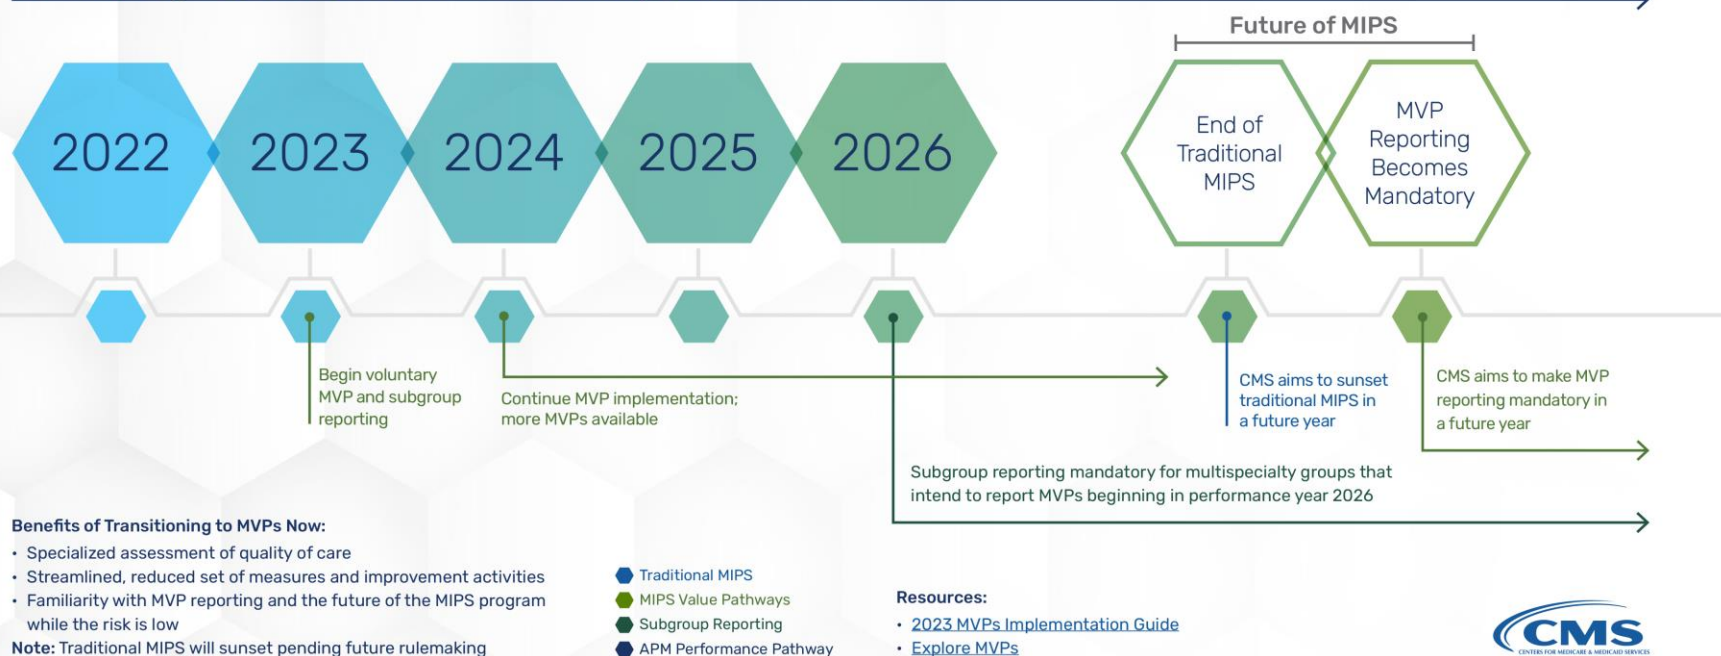 Future of MIPS
2022
2023
2024
2025
2026
End of
Traditional
MIPS
MVP
Reporting
Becomes
Mandatory
Begin voluntary
MVP and subgroup
reporting
Continue MVP implementation;
more MVPs available
CMS aims to sunset
traditional MIPS in
a future year
CMS aims to make MVP
reporting mandatory in
a future year
Subgroup reporting mandatory for multispecialty groups that
intend to report MVPs beginning in performance year 2026
Benefits of Transitioning to MVPs Now:
• Specialized assessment of quality of care
• Streamlined, reduced set of measures and improvement activities
• Familiarity with MVP reporting and the future of the MIPS program
while the risk is low
Note: Traditional MIPS will sunset pending future rulemaking
Traditional MIPS
MIPS Value Pathways
Subgroup Reporting
APM Performance Pathway
Resources:
• 2023 MVPs Implementation Guide
• Explore MVPs
CMS
CENTERS FOR MEDICARE & MEDICAID SERVICES